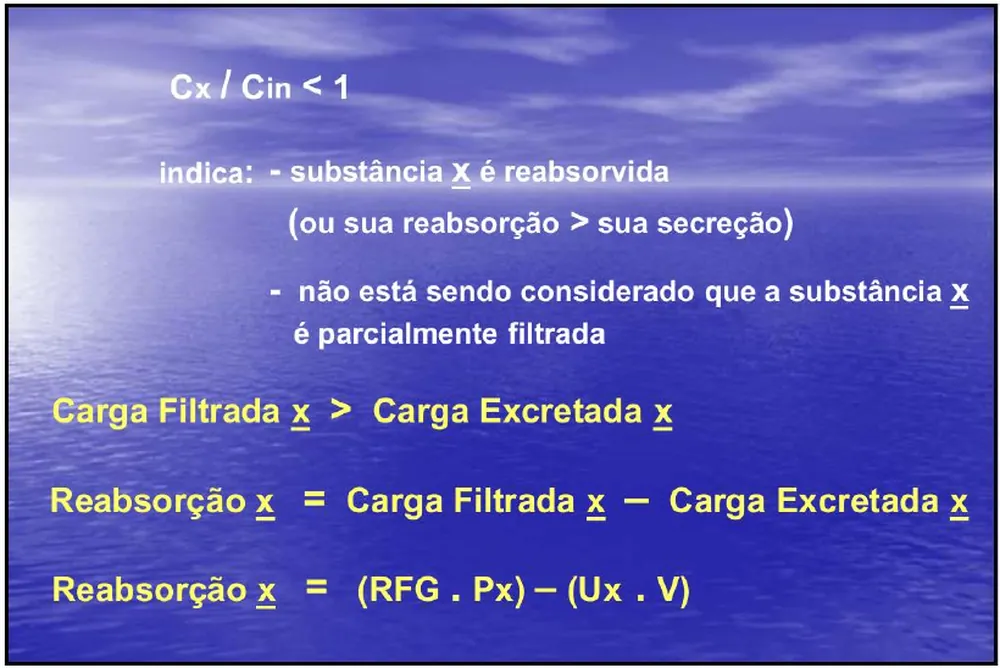 Cx / Cin < 1
indica: - substância x é reabsorvida
(ou sua reabsorção > sua secreção)
- não está sendo considerado que a substância x
é parcialmente filtrada
Carga Filtrada x > Carga Excretada x
Reabsorção x = Carga Filtrada x – Carga Excretada x
Reabsorção x = (RFG . Px) – (Ux . V)